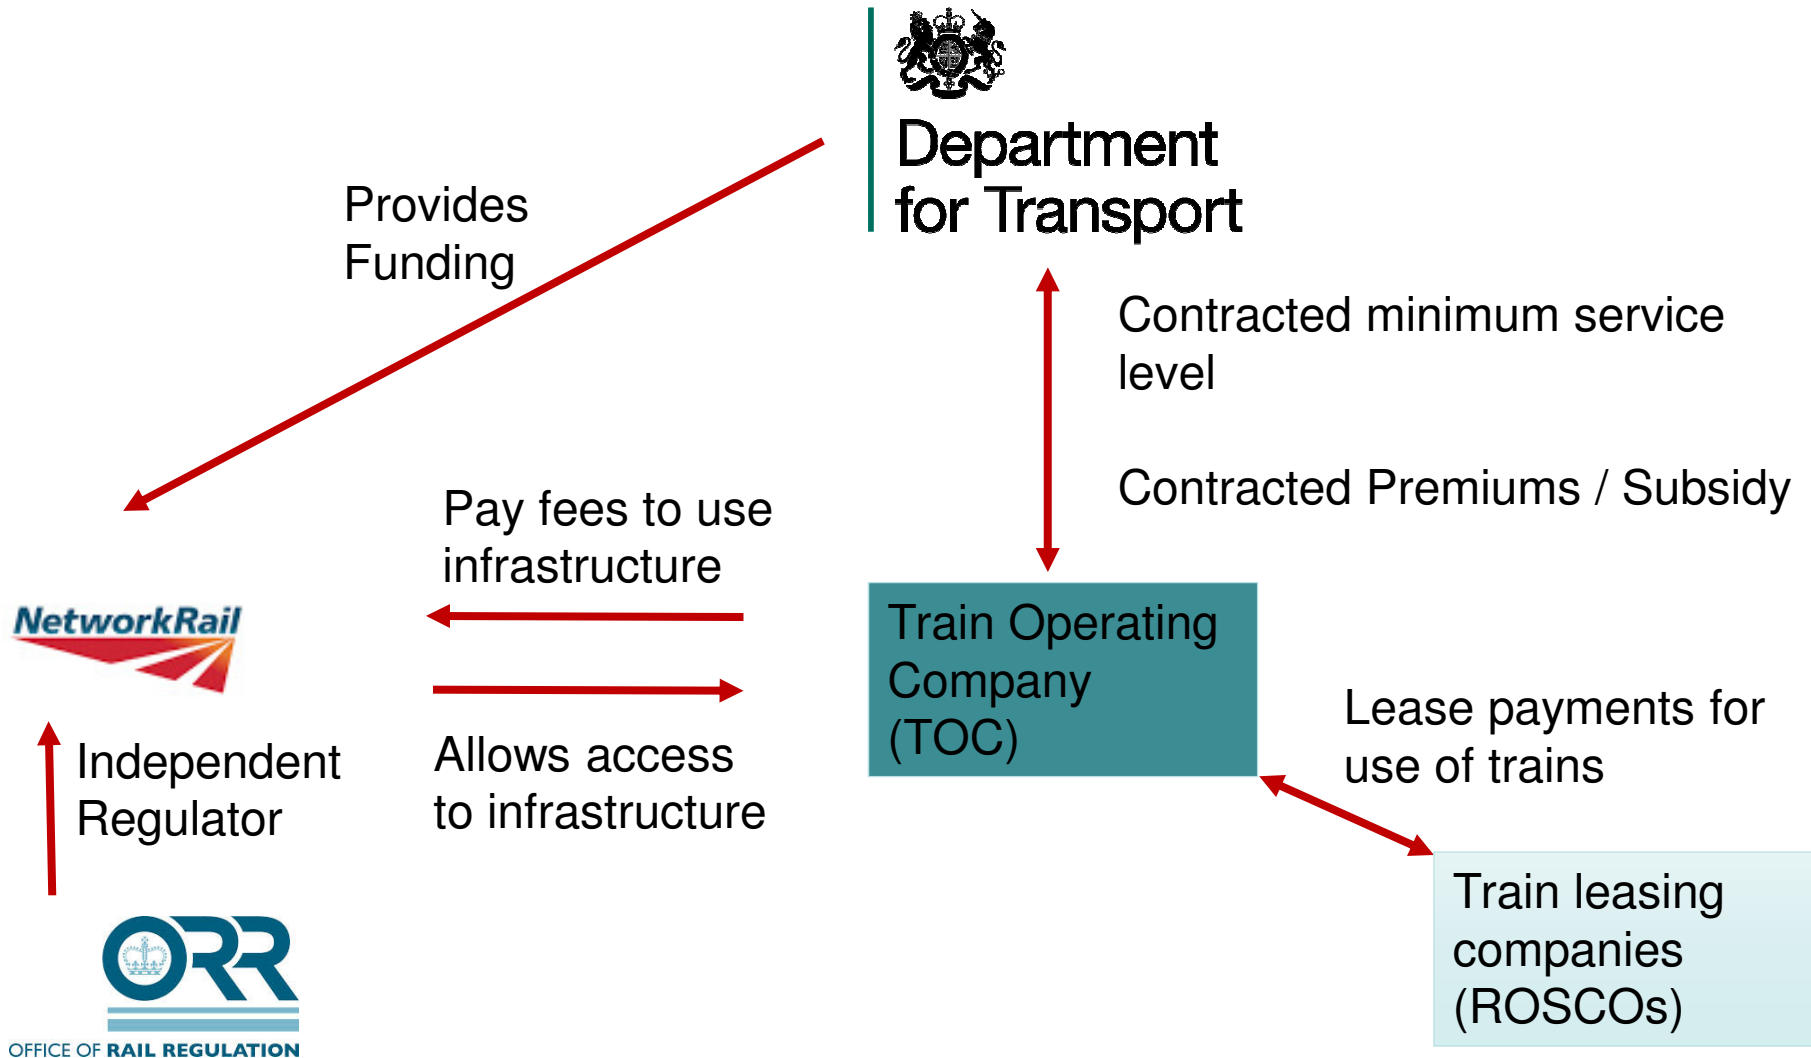 Department
for Transport
Provides
Funding
Contracted minimum service
level
Contracted Premiums / Subsidy
Pay fees to use
infrastructure
NetworkRail
Train Operating
Company
(TOC)
Allows access
to infrastructure
Independent
Regulator
Lease payments for
use of trains
Train leasing
companies
(ROSCOs)
ORR
OFFICE OF RAIL REGULATION